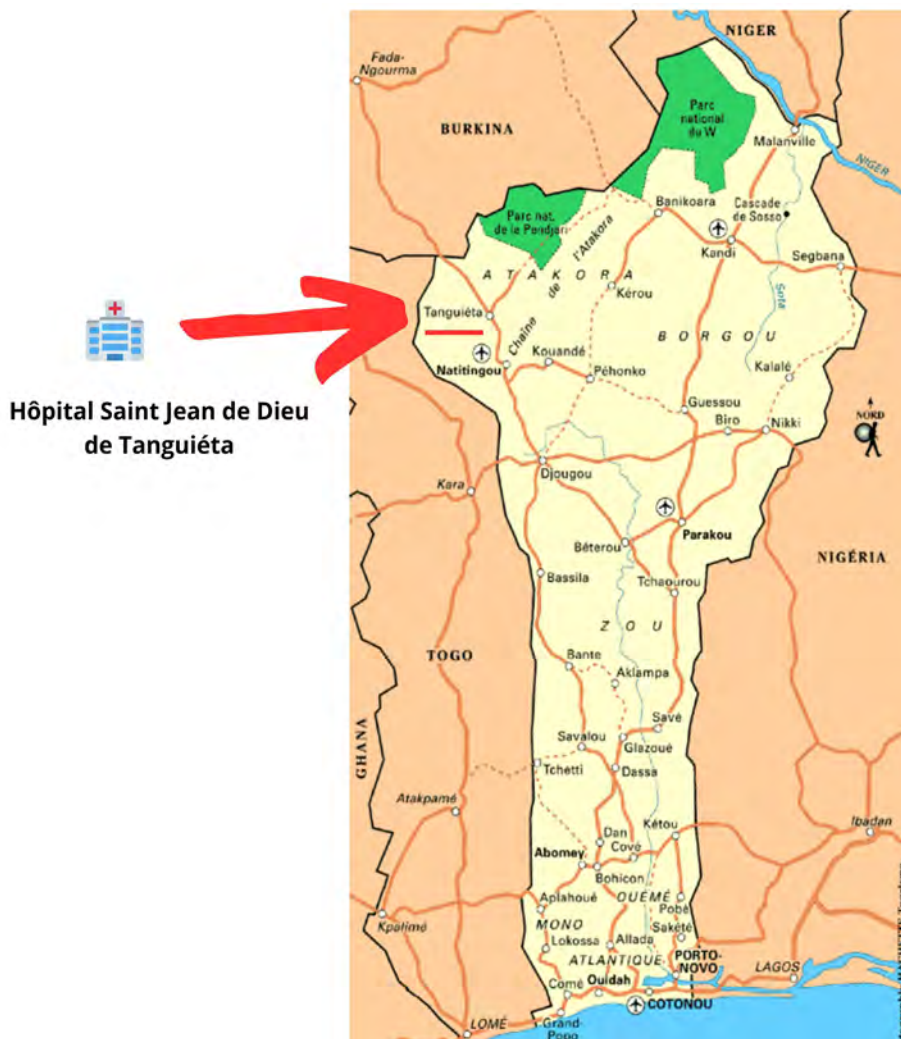 Hôpital Saint Jean de Dieu
de Tanguiéta
NIGER
Fada-
Ngourma
Parc
national
du W
BURKINA
Malanville
NIGER
Banikoara
Cascade
de Sosso
Parc nat.
de la Pendjari
Kandi
Segbana
ATAKORA
Chaîne de l'Atakora
Kérou
Sota
Tanguiéta
BORGOU
Kouandé
Natitingou
Péhonko
Kalalé
Guessou
Biro
Nikki
NORD
Djougou
Kara
Parakou
Béterou
NIGÉRIA
Bassila
Tchaourou
ZOU
TOGO
Bante
Aklampa
Savé
Savalou
Glazoué
GHANA
Tchetti
Dassa
Atakpamé
Ibadan
Kétou
Dan
Cové
Abomey
Bohicon
OUÉMÉ
Aplahoué
Pobè
Kpalimé
MONO
Sakété
Lokossa
Allada
ATLANTIQUE
PORTO-
NOVO
LAGOS
Comé
Ouidah
COTONOU
LOMÉ
Grand-
Popo